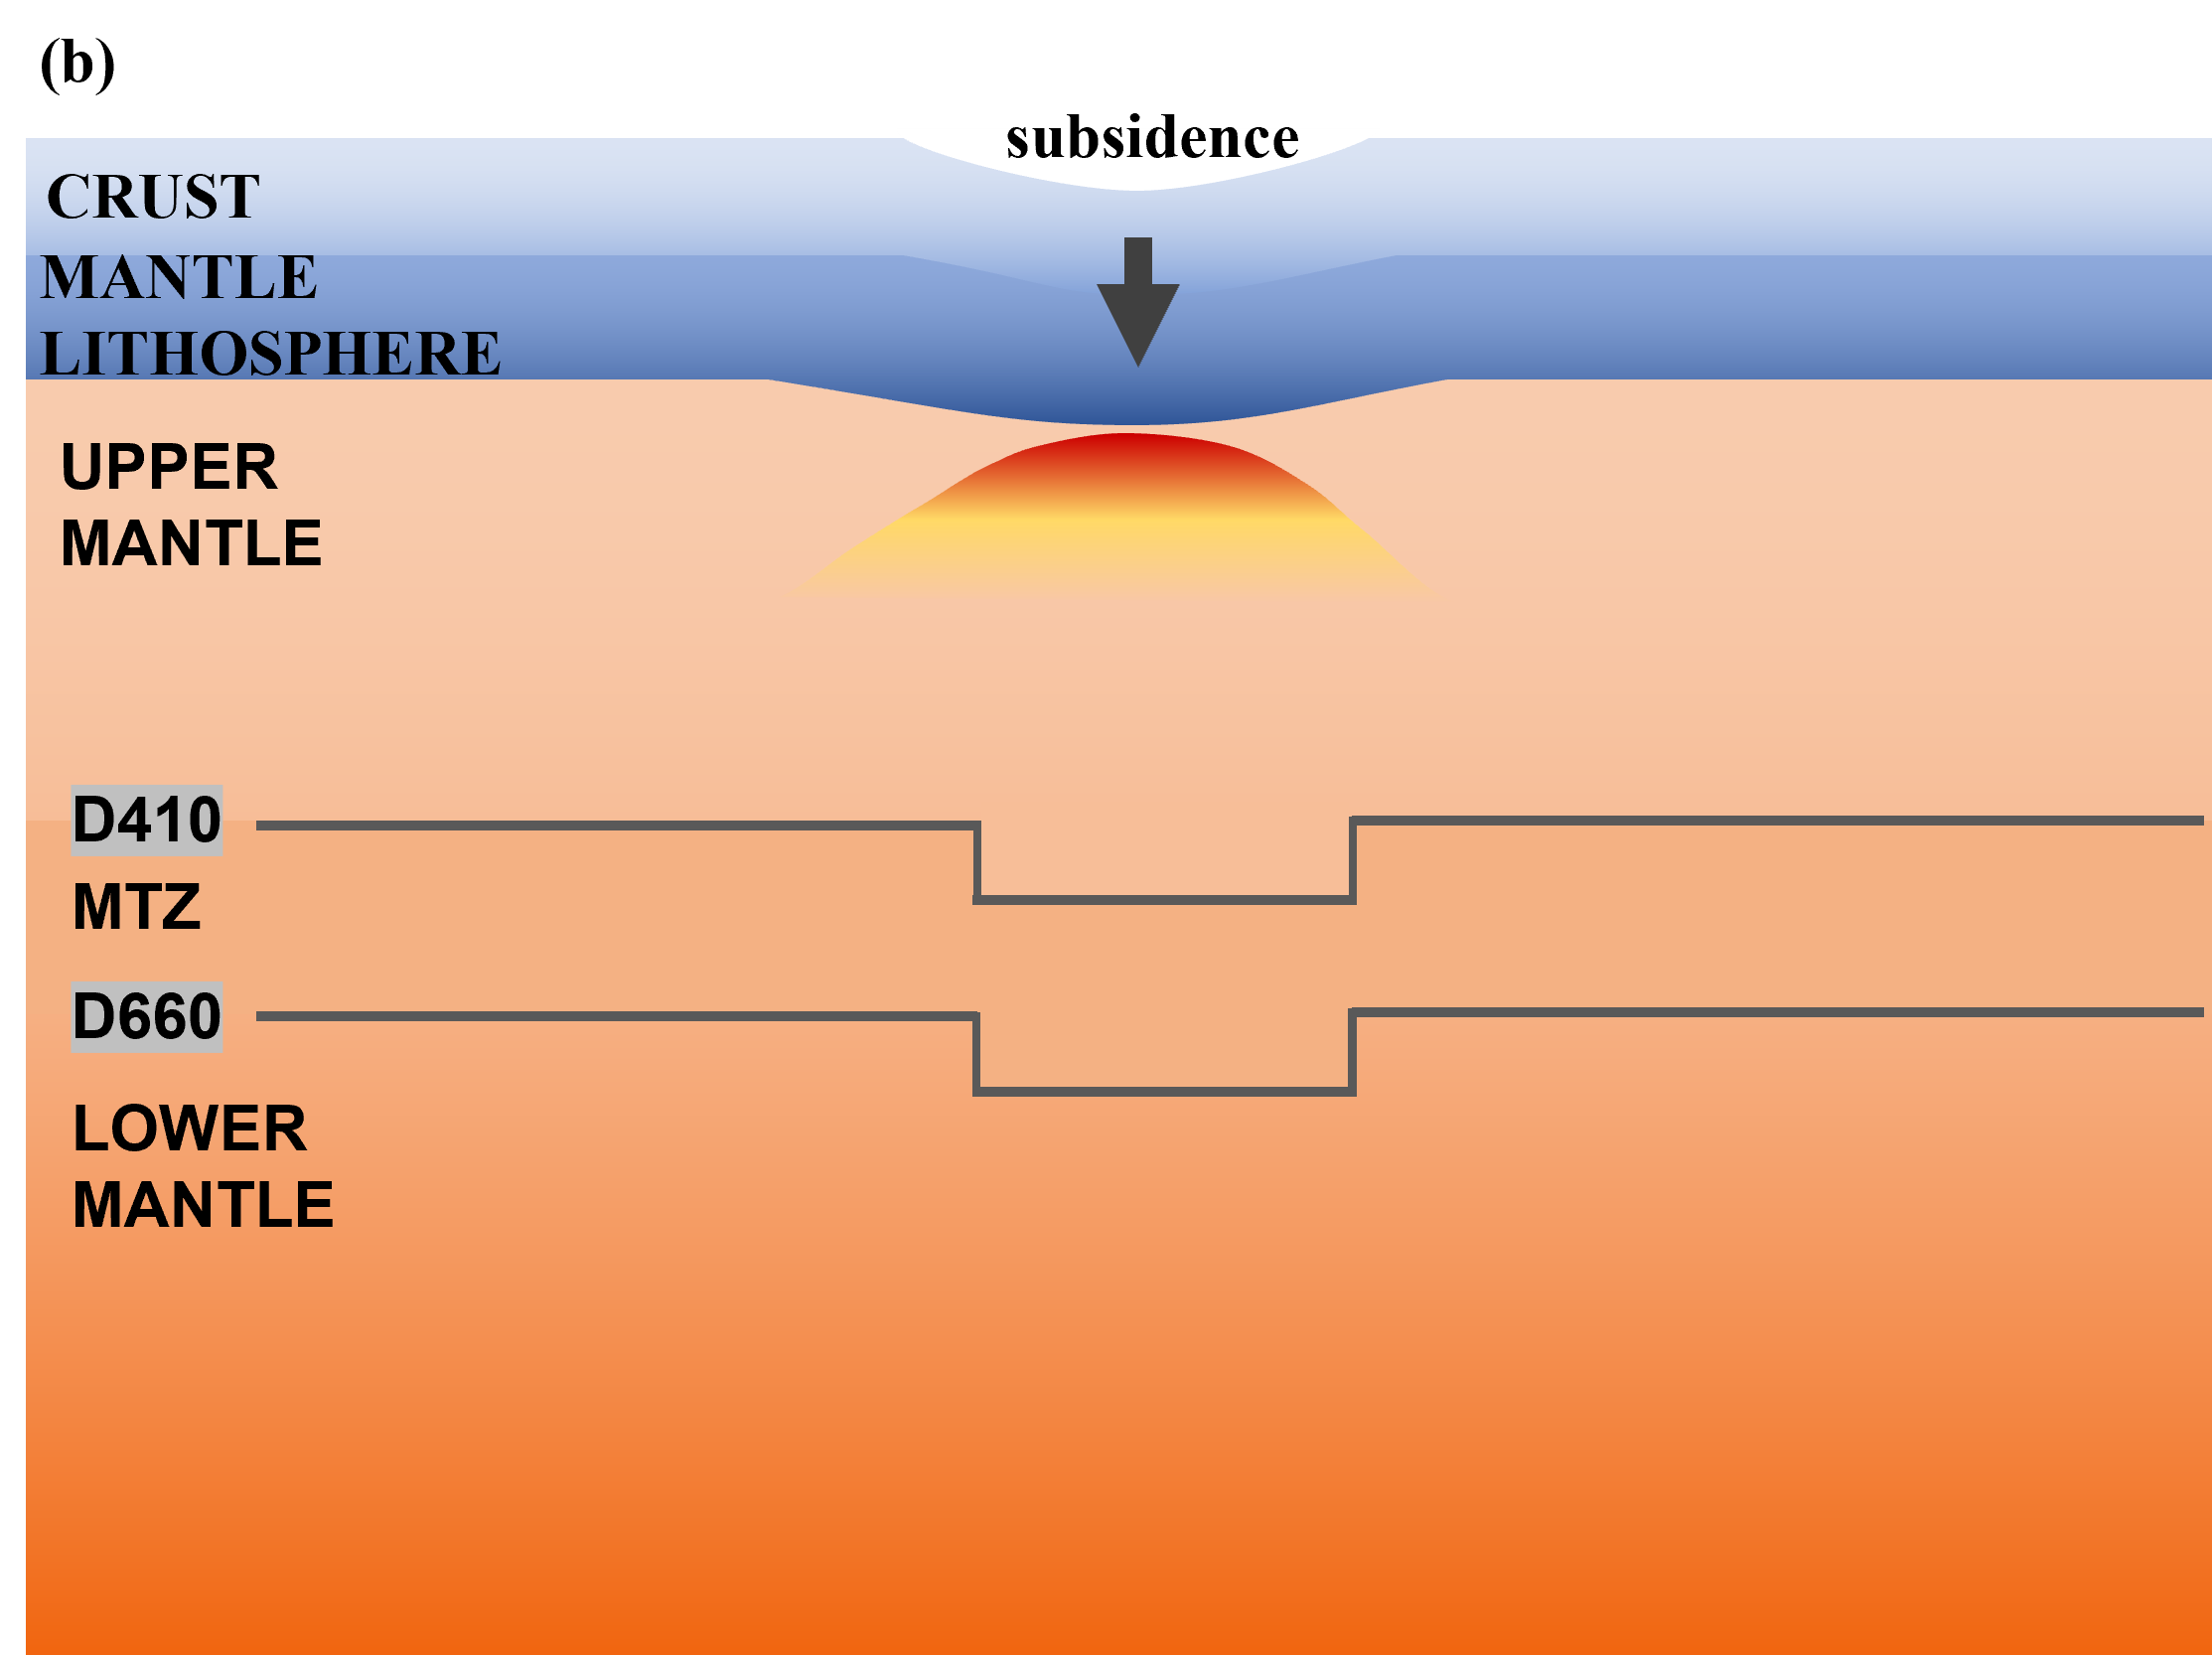 (b)
subsidence
CRUST
MANTLE
LITHOSPHERE
UPPER
MANTLE
D410
MTZ
D660
LOWER
MANTLE